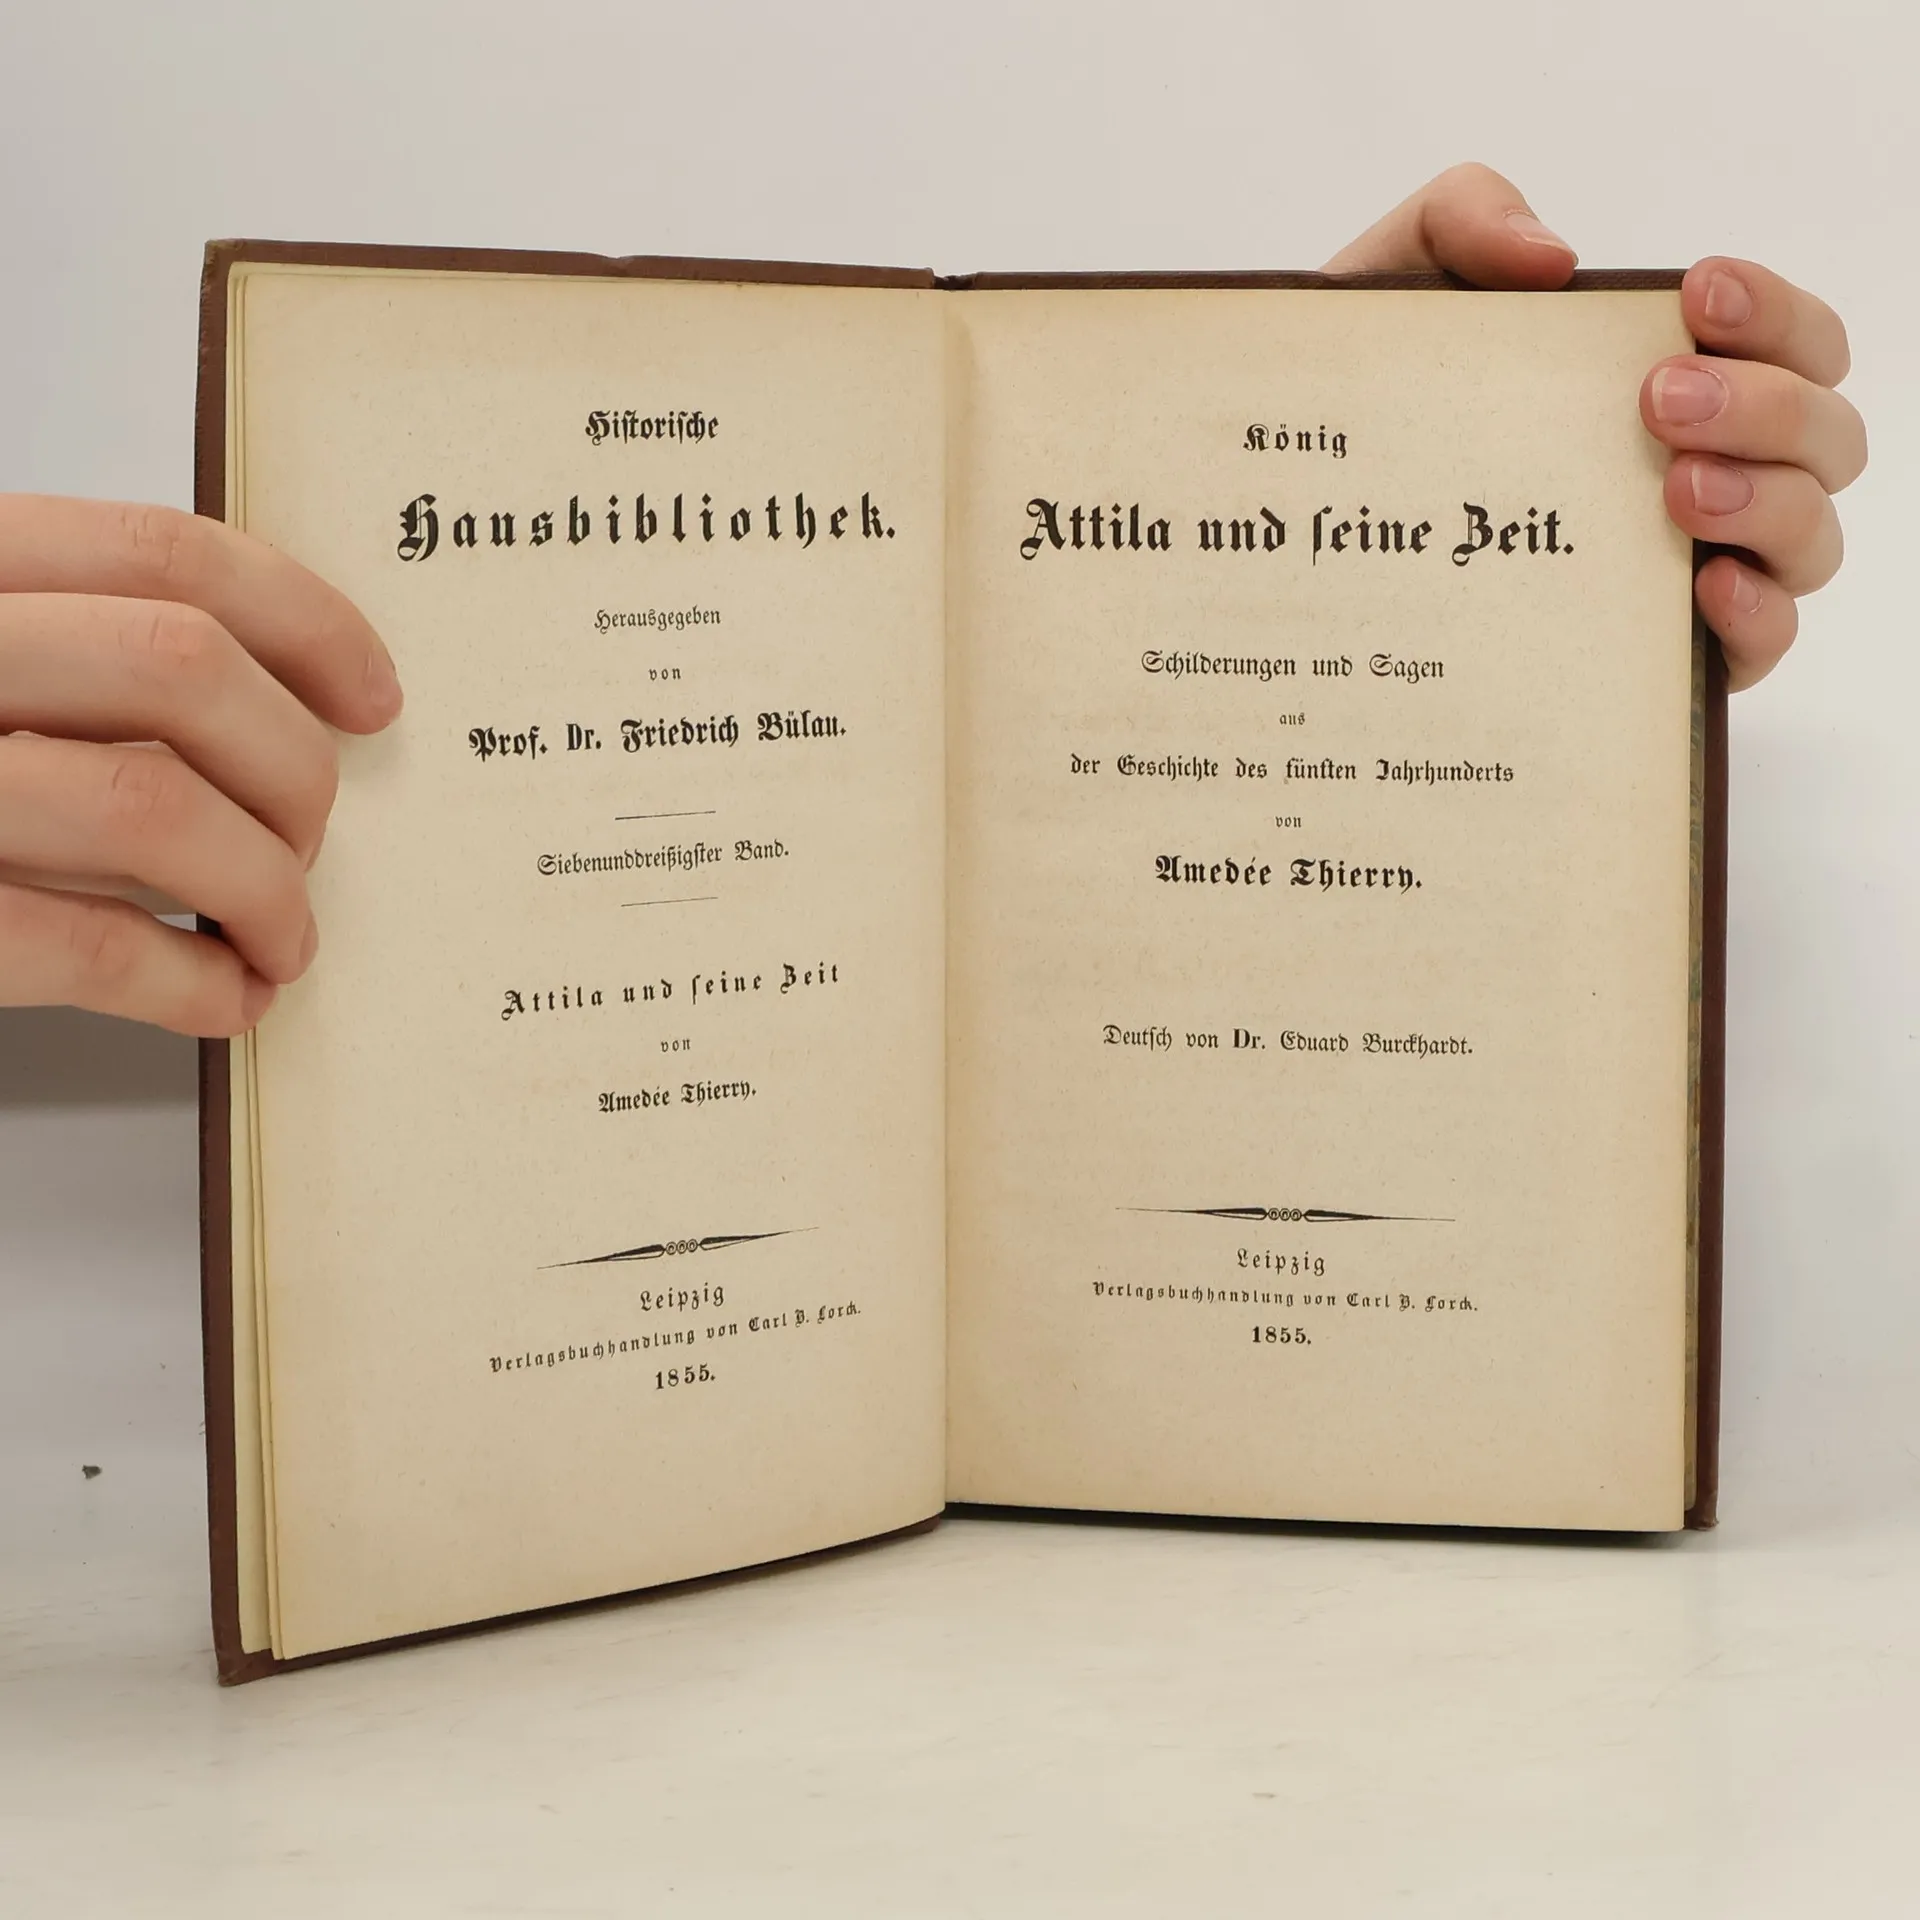 Historische
Hausbibliothek.
Herausgegeben
von
Prof. Dr. Friedrich Bülau.
Siebenunddreißigster Band.
Attila und seine Zeit
von
Amedée Thierry.
Leipzig
Verlagsbuchhandlung von Carl B. Lorck.
1855.
König
Attila und seine Zeit.
Schilderungen und Sagen
aus
der Geschichte des fünften Jahrhunderts
von
Amedée Thierry.
Deutsch von Dr. Eduard Burckhardt.
Leipzig
Verlagsbuchhandlung von Carl B. Lorck.
1855.